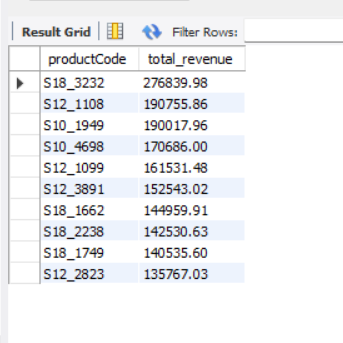 Result Grid Filter Rows:
productCode total_revenue
S18_3232 276839.98
S12_1108 190755.86
S10_1949 190017.96
S10_4698 170686.00
S12_1099 161531.48
S12_3891 152543.02
S18_1662 144959.91
S18_2238 142530.63
S18_1749 140535.60
S12_2823 135767.03